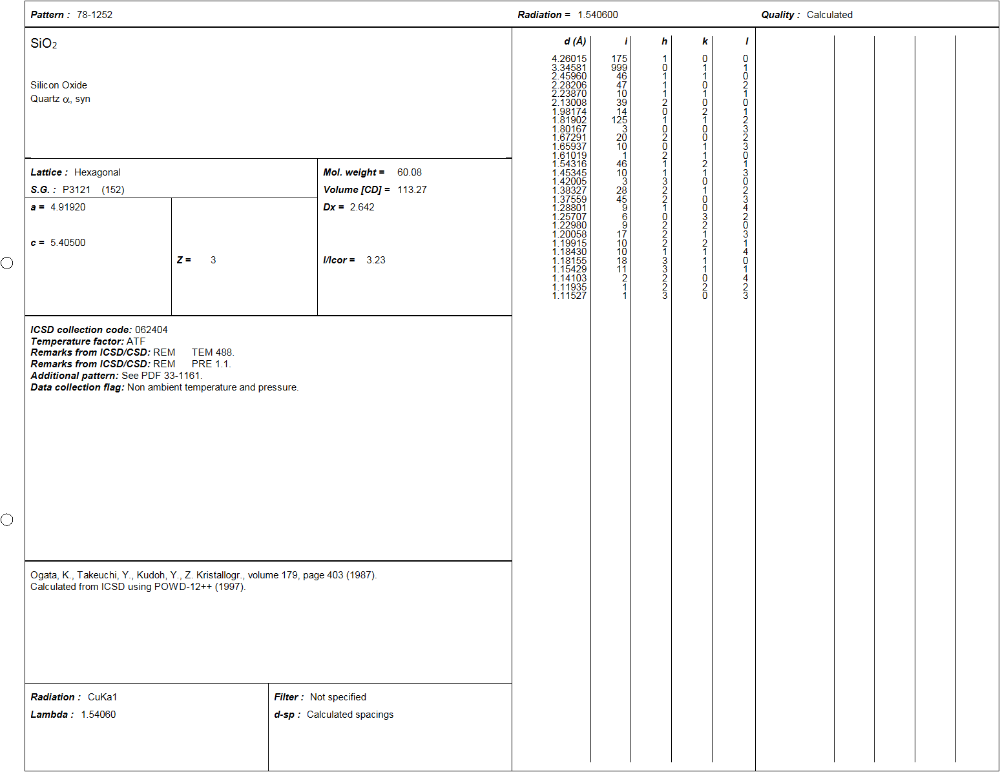 Pattern : 78-1252 Radiation = 1.540600 Quality : Calculated
SiO2
Silicon Oxide
Quartz α, syn
Lattice : Hexagonal
S.G. : P3121 (152)
a = 4.91920
c = 5.40500
Z = 3
Mol. weight = 60.08
Volume [CD] = 113.27
Dx = 2.642
I/Icor = 3.23
ICSD collection code: 062404
Temperature factor: ATF
Remarks from ICSD/CSD: REM TEM 488.
Remarks from ICSD/CSD: REM PRE 1.1.
Additional pattern: See PDF 33-1161.
Data collection flag: Non ambient temperature and pressure.
Ogata, K., Takeuchi, Y., Kudoh, Y., Z. Kristallogr., volume 179, page 403 (1987).
Calculated from ICSD using POWD-12++ (1997).
Radiation : CuKa1
Lambda : 1.54060
Filter : Not specified
d-sp : Calculated spacings
d (Å) i h k l
4.26015 175 1 0 0
3.34581 999 0 1 1
2.45960 46 1 1 0
2.28206 47 1 0 2
2.23870 10 1 1 1
2.13008 39 2 0 0
1.98174 14 0 2 1
1.81902 125 1 1 2
1.80167 3 0 0 3
1.67291 20 2 0 2
1.65937 10 0 1 3
1.61019 1 2 1 0
1.54316 46 1 2 1
1.45345 10 1 1 3
1.42005 3 3 0 0
1.38327 28 2 1 2
1.37559 45 2 0 3
1.28801 9 1 0 4
1.25707 6 0 3 2
1.22980 9 2 2 0
1.20058 17 2 1 3
1.19915 10 2 2 1
1.18430 10 1 1 4
1.18155 18 3 1 0
1.15429 11 3 1 1
1.14103 2 2 0 4
1.11935 1 2 2 2
1.11527 1 3 0 3